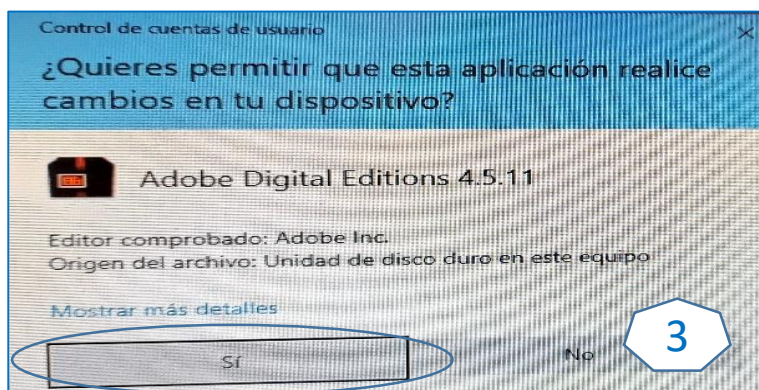 Control de cuentas de usuario
¿Quieres permitir que esta aplicación realice
cambios en tu dispositivo?
Adobe Digital Editions 4.5.11
Editor comprobado: Adobe Inc.
Origen del archivo: Unidad de disco duro en este equipo
Mostrar más detalles
Sí
No
3